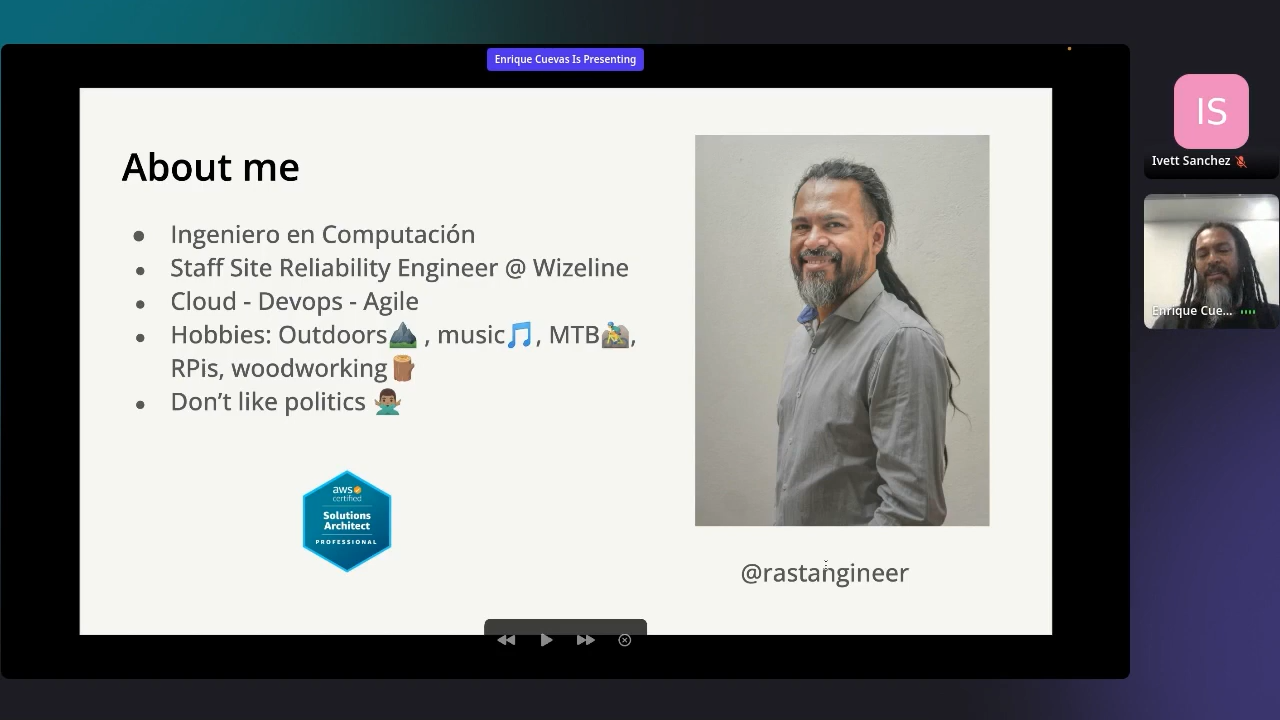 Enrique Cuevas Is Presenting
About me
Ingeniero en Computación
Staff Site Reliability Engineer @ Wizeline
Cloud - Devops - Agile
Hobbies: Outdoors⛰️ , music🎵, MTB🚵,
RPis, woodworking🪵
Don’t like politics 🙅🏽‍♂️
aws
certified
Solutions
Architect
PROFESSIONAL
@rastangineer
IS
Ivett Sanchez
Enrique Cue...